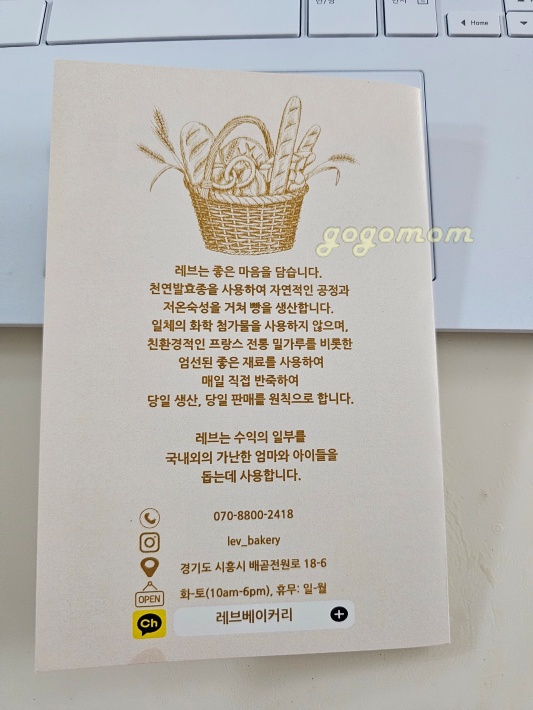 Home
gogomom
레브는 좋은 마음을 담습니다.
천연발효종을 사용하여 자연적인 공정과
저온숙성을 거쳐 빵을 생산합니다.
일체의 화학 첨가물을 사용하지 않으며,
친환경적인 프랑스 전통 밀가루를 비롯한
엄선된 좋은 재료를 사용하여
매일 직접 반죽하여
당일 생산, 당일 판매를 원칙으로 합니다.
레브는 수익의 일부를
국내외의 가난한 엄마와 아이들을
돕는데 사용합니다.
070-8800-2418
lev_bakery
경기도 시흥시 배곧전원로 18-6
OPEN 화-토(10am-6pm), 휴무: 일-월
Ch 레브베이커리